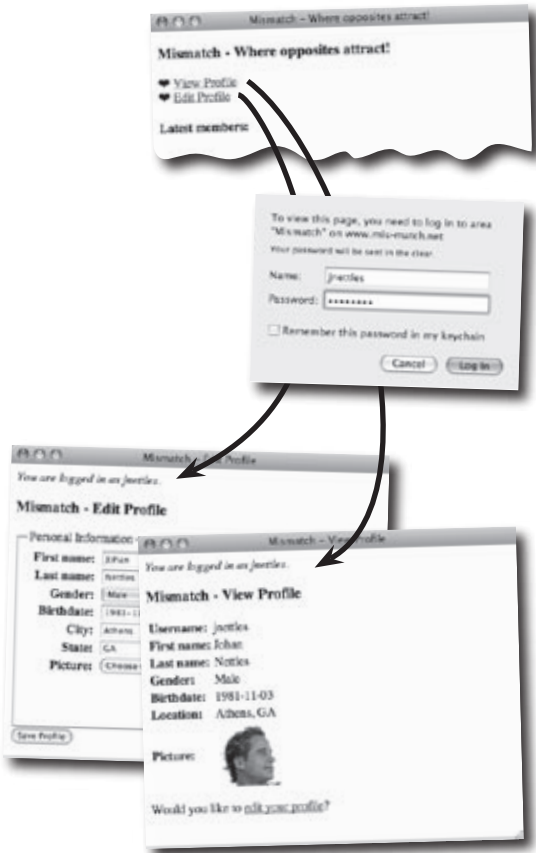 Mismatch - Where opposites attract!
Mismatch - Where opposites attract!
❤ View Profile
❤ Edit Profile
Latest members:
To view this page, you need to log in to area
"Mismatch" on www.mis-match.net
Your password will be sent in the clear.
Name: jnettles
Password: ••••••••
Remember this password in my keychain
Cancel
Log In
Mismatch - Edit Profile
You are logged in as jnettles.
Mismatch - Edit Profile
Personal Information
First name: Johan
Last name: Nettles
Gender: Male
Birthdate: 1981-11
City: Athens
State: GA
Picture: Choose
Save Profile
Mismatch - View Profile
You are logged in as jnettles.
Mismatch - View Profile
Username: jnettles
First name: Johan
Last name: Nettles
Gender: Male
Birthdate: 1981-11-03
Location: Athens, GA
Picture:
Would you like to edit your profile?